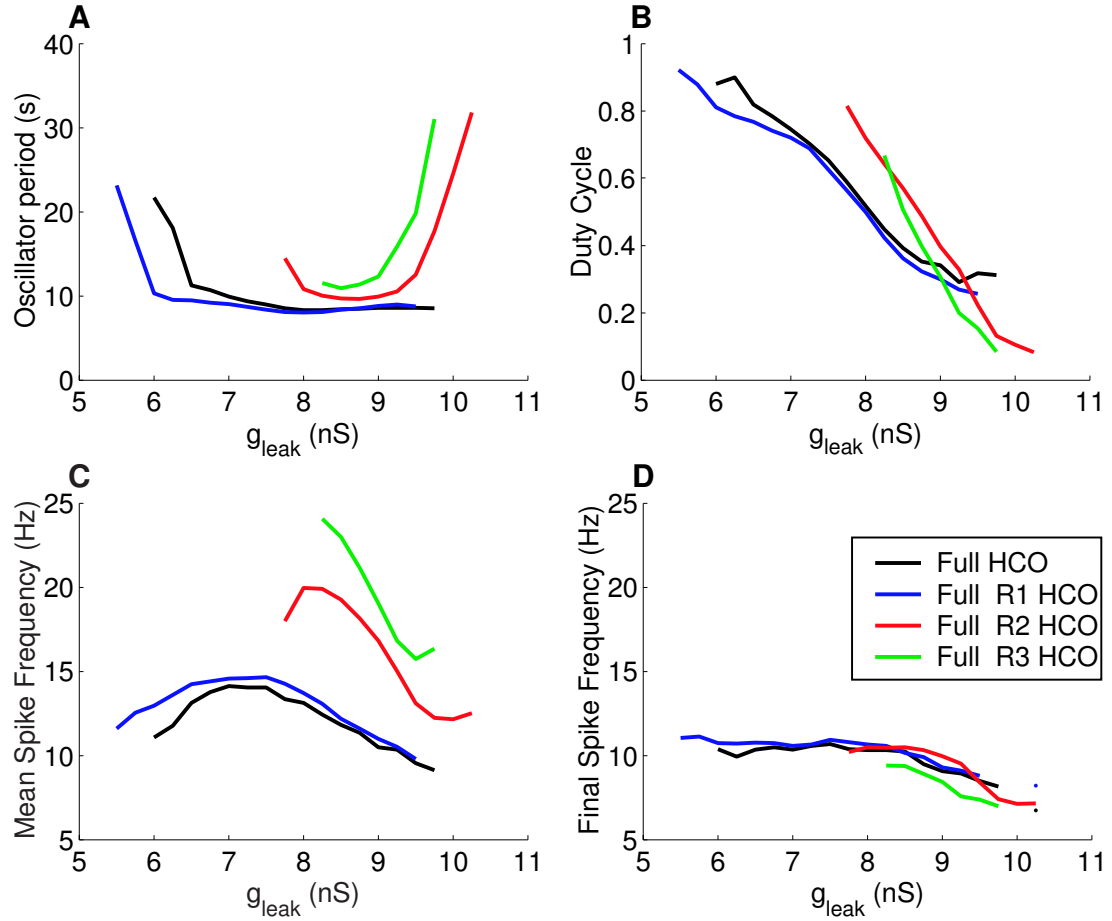 A
Oscillator period (s)
40
30
20
10
0
5 6 7 8 9 10 11
g_leak (nS)
B
Duty Cycle
1
0.8
0.6
0.4
0.2
0
5 6 7 8 9 10 11
g_leak (nS)
C
Mean Spike Frequency (Hz)
25
20
15
10
5
5 6 7 8 9 10 11
g_leak (nS)
D
Final Spike Frequency (Hz)
25
20
15
10
5
5 6 7 8 9 10 11
g_leak (nS)
Full HCO
Full R1 HCO
Full R2 HCO
Full R3 HCO